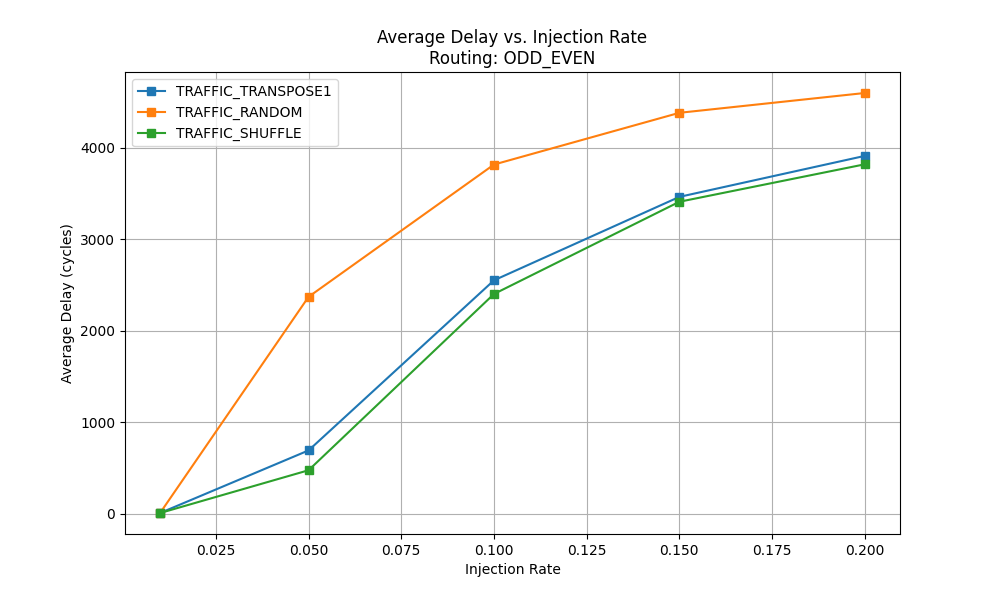 Average Delay vs. Injection Rate
Routing: ODD_EVEN
TRAFFIC_TRANSPOSE1
TRAFFIC_RANDOM
TRAFFIC_SHUFFLE
Average Delay (cycles)
4000
3000
2000
1000
0
0.025 0.050 0.075 0.100 0.125 0.150 0.175 0.200
Injection Rate